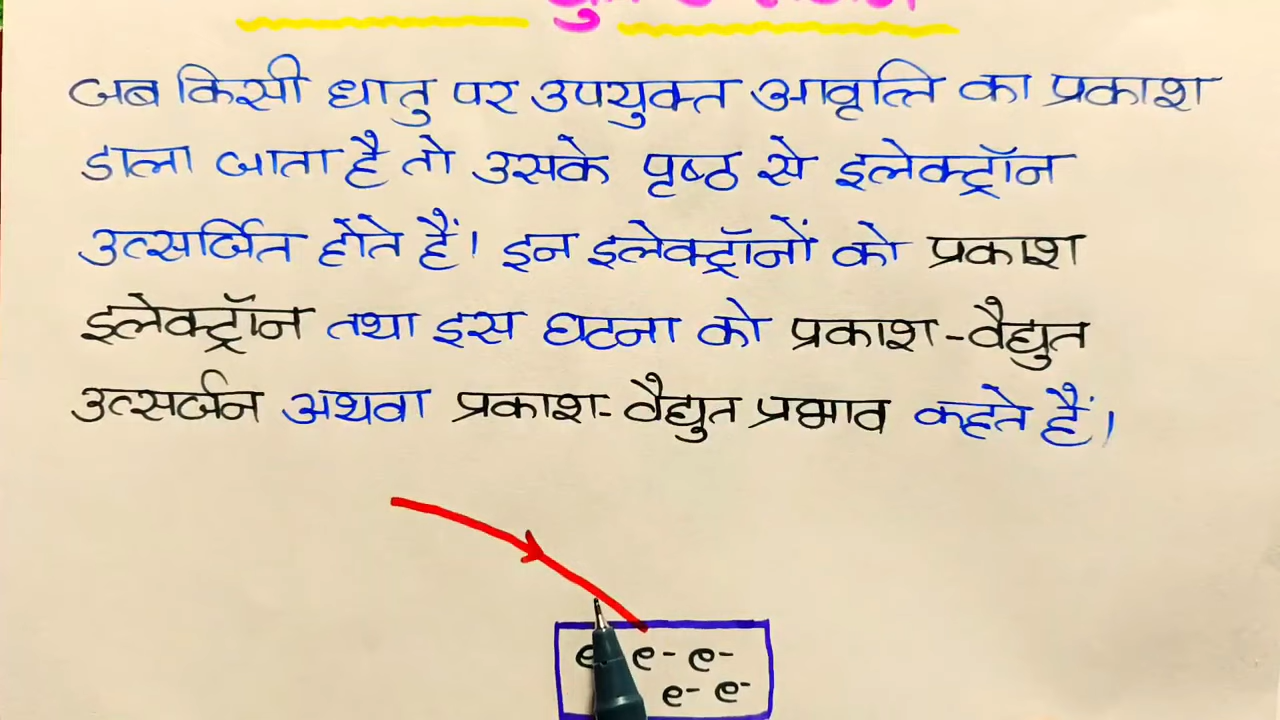 जब किसी धातु पर उपयुक्त आवृत्ति का प्रकाश
डाला जाता है तो उसके पृष्ठ से इलेक्ट्रॉन
उत्सर्जित होते हैं। इन इलेक्ट्रॉनों को प्रकाश
इलेक्ट्रॉन तथा इस घटना को प्रकाश-वैद्युत
उत्सर्जन अथवा प्रकाश-वैद्युत प्रभाव कहते हैं।
e- e-
e- e-